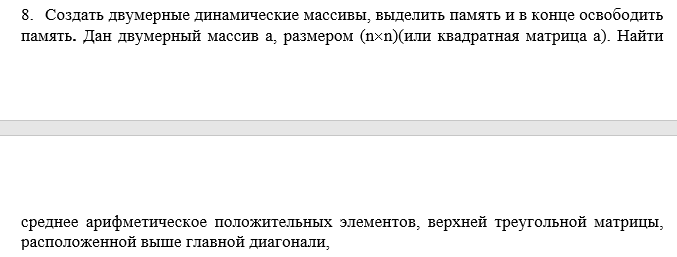 8. Создать двумерные динамические массивы, выделить память и в конце освободить
память. Дан двумерный массив а, размером (n×n)(или квадратная матрица а). Найти
среднее арифметическое положительных элементов, верхней треугольной матрицы,
расположенной выше главной диагонали,